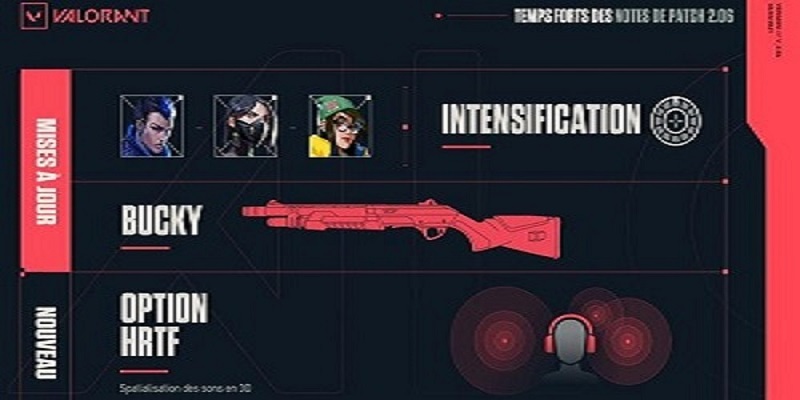 VALORANT
TEMPS FORTS DES NOTES DE PATCH 2.06
MISES À JOUR
INTENSIFICATION
BUCKY
NOUVEAU
OPTION
HRTF
Spatialisation des sons en 3D